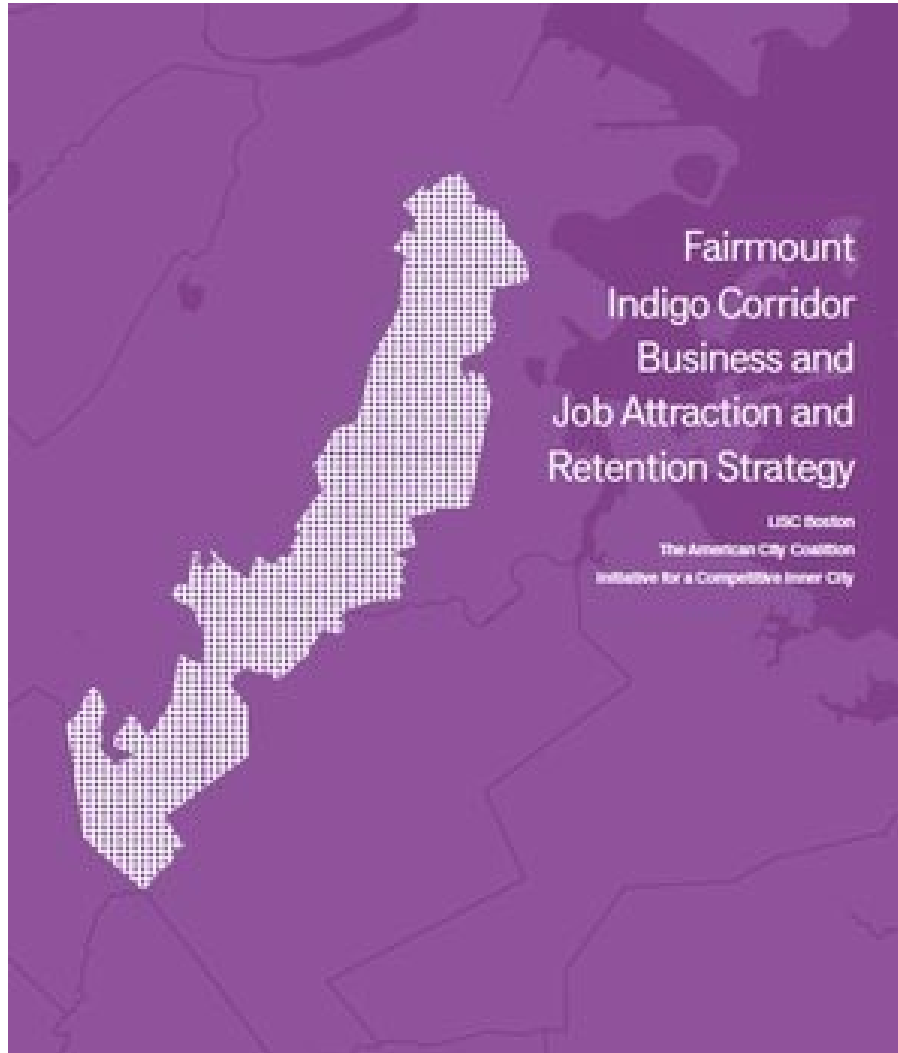 Fairmount
Indigo Corridor
Business and
Job Attraction and
Retention Strategy
LISC Boston
The American City Coalition
Initiative for a Competitive Inner City